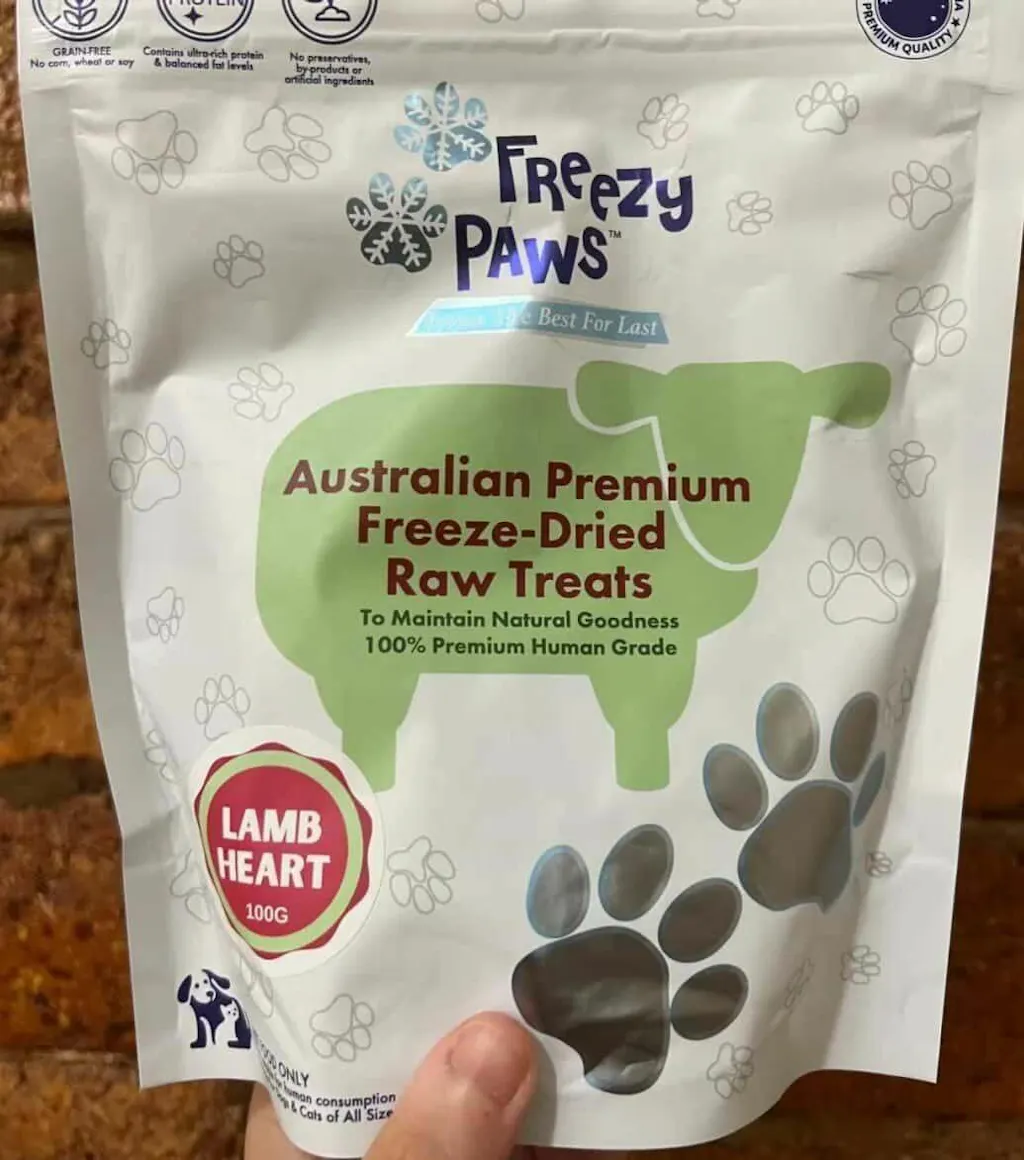 PROTEIN
GRAIN-FREE
No corn, wheat or soy
Contains ultra-rich protein
& balanced fat levels
No preservatives,
by-products or
artificial ingredients
PREMIUM QUALITY
FReezy
PAWS™
Best For Last
Australian Premium
Freeze-Dried
Raw Treats
To Maintain Natural Goodness
100% Premium Human Grade
LAMB
HEART
100G
ONLY
human consumption
& Cats of All Size